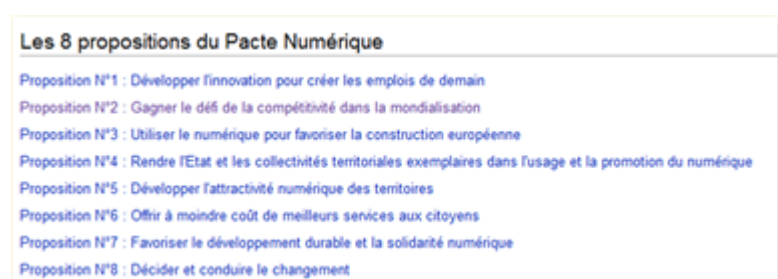 Les 8 propositions du Pacte Numérique
Proposition N°1 : Développer l'innovation pour créer les emplois de demain
Proposition N°2 : Gagner le défi de la compétitivité dans la mondialisation
Proposition N°3 : Utiliser le numérique pour favoriser la construction européenne
Proposition N°4 : Rendre l'Etat et les collectivités territoriales exemplaires dans l'usage et la promotion du numérique
Proposition N°5 : Développer l'attractivité numérique des territoires
Proposition N°6 : Offrir à moindre coût de meilleurs services aux citoyens
Proposition N°7 : Favoriser le développement durable et la solidarité numérique
Proposition N°8 : Décider et conduire le changement